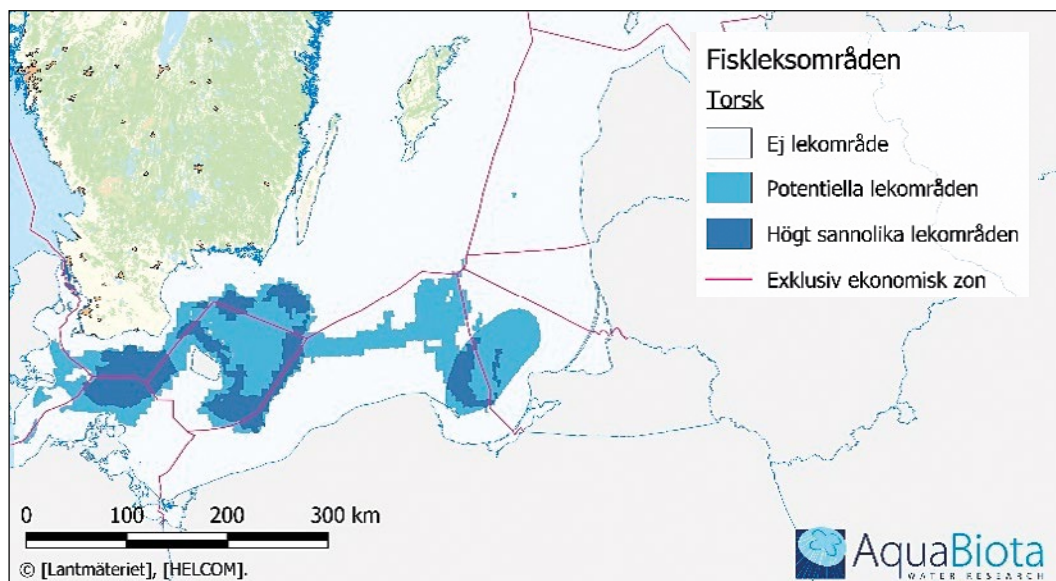 Fiskleksområden
Torsk
Ej lekområde
Potentiella lekområden
Högt sannolika lekområden
Exklusiv ekonomisk zon
0 100 200 300 km
© [Lantmäteriet], [HELCOM].
AquaBiota
WATER RESEARCH